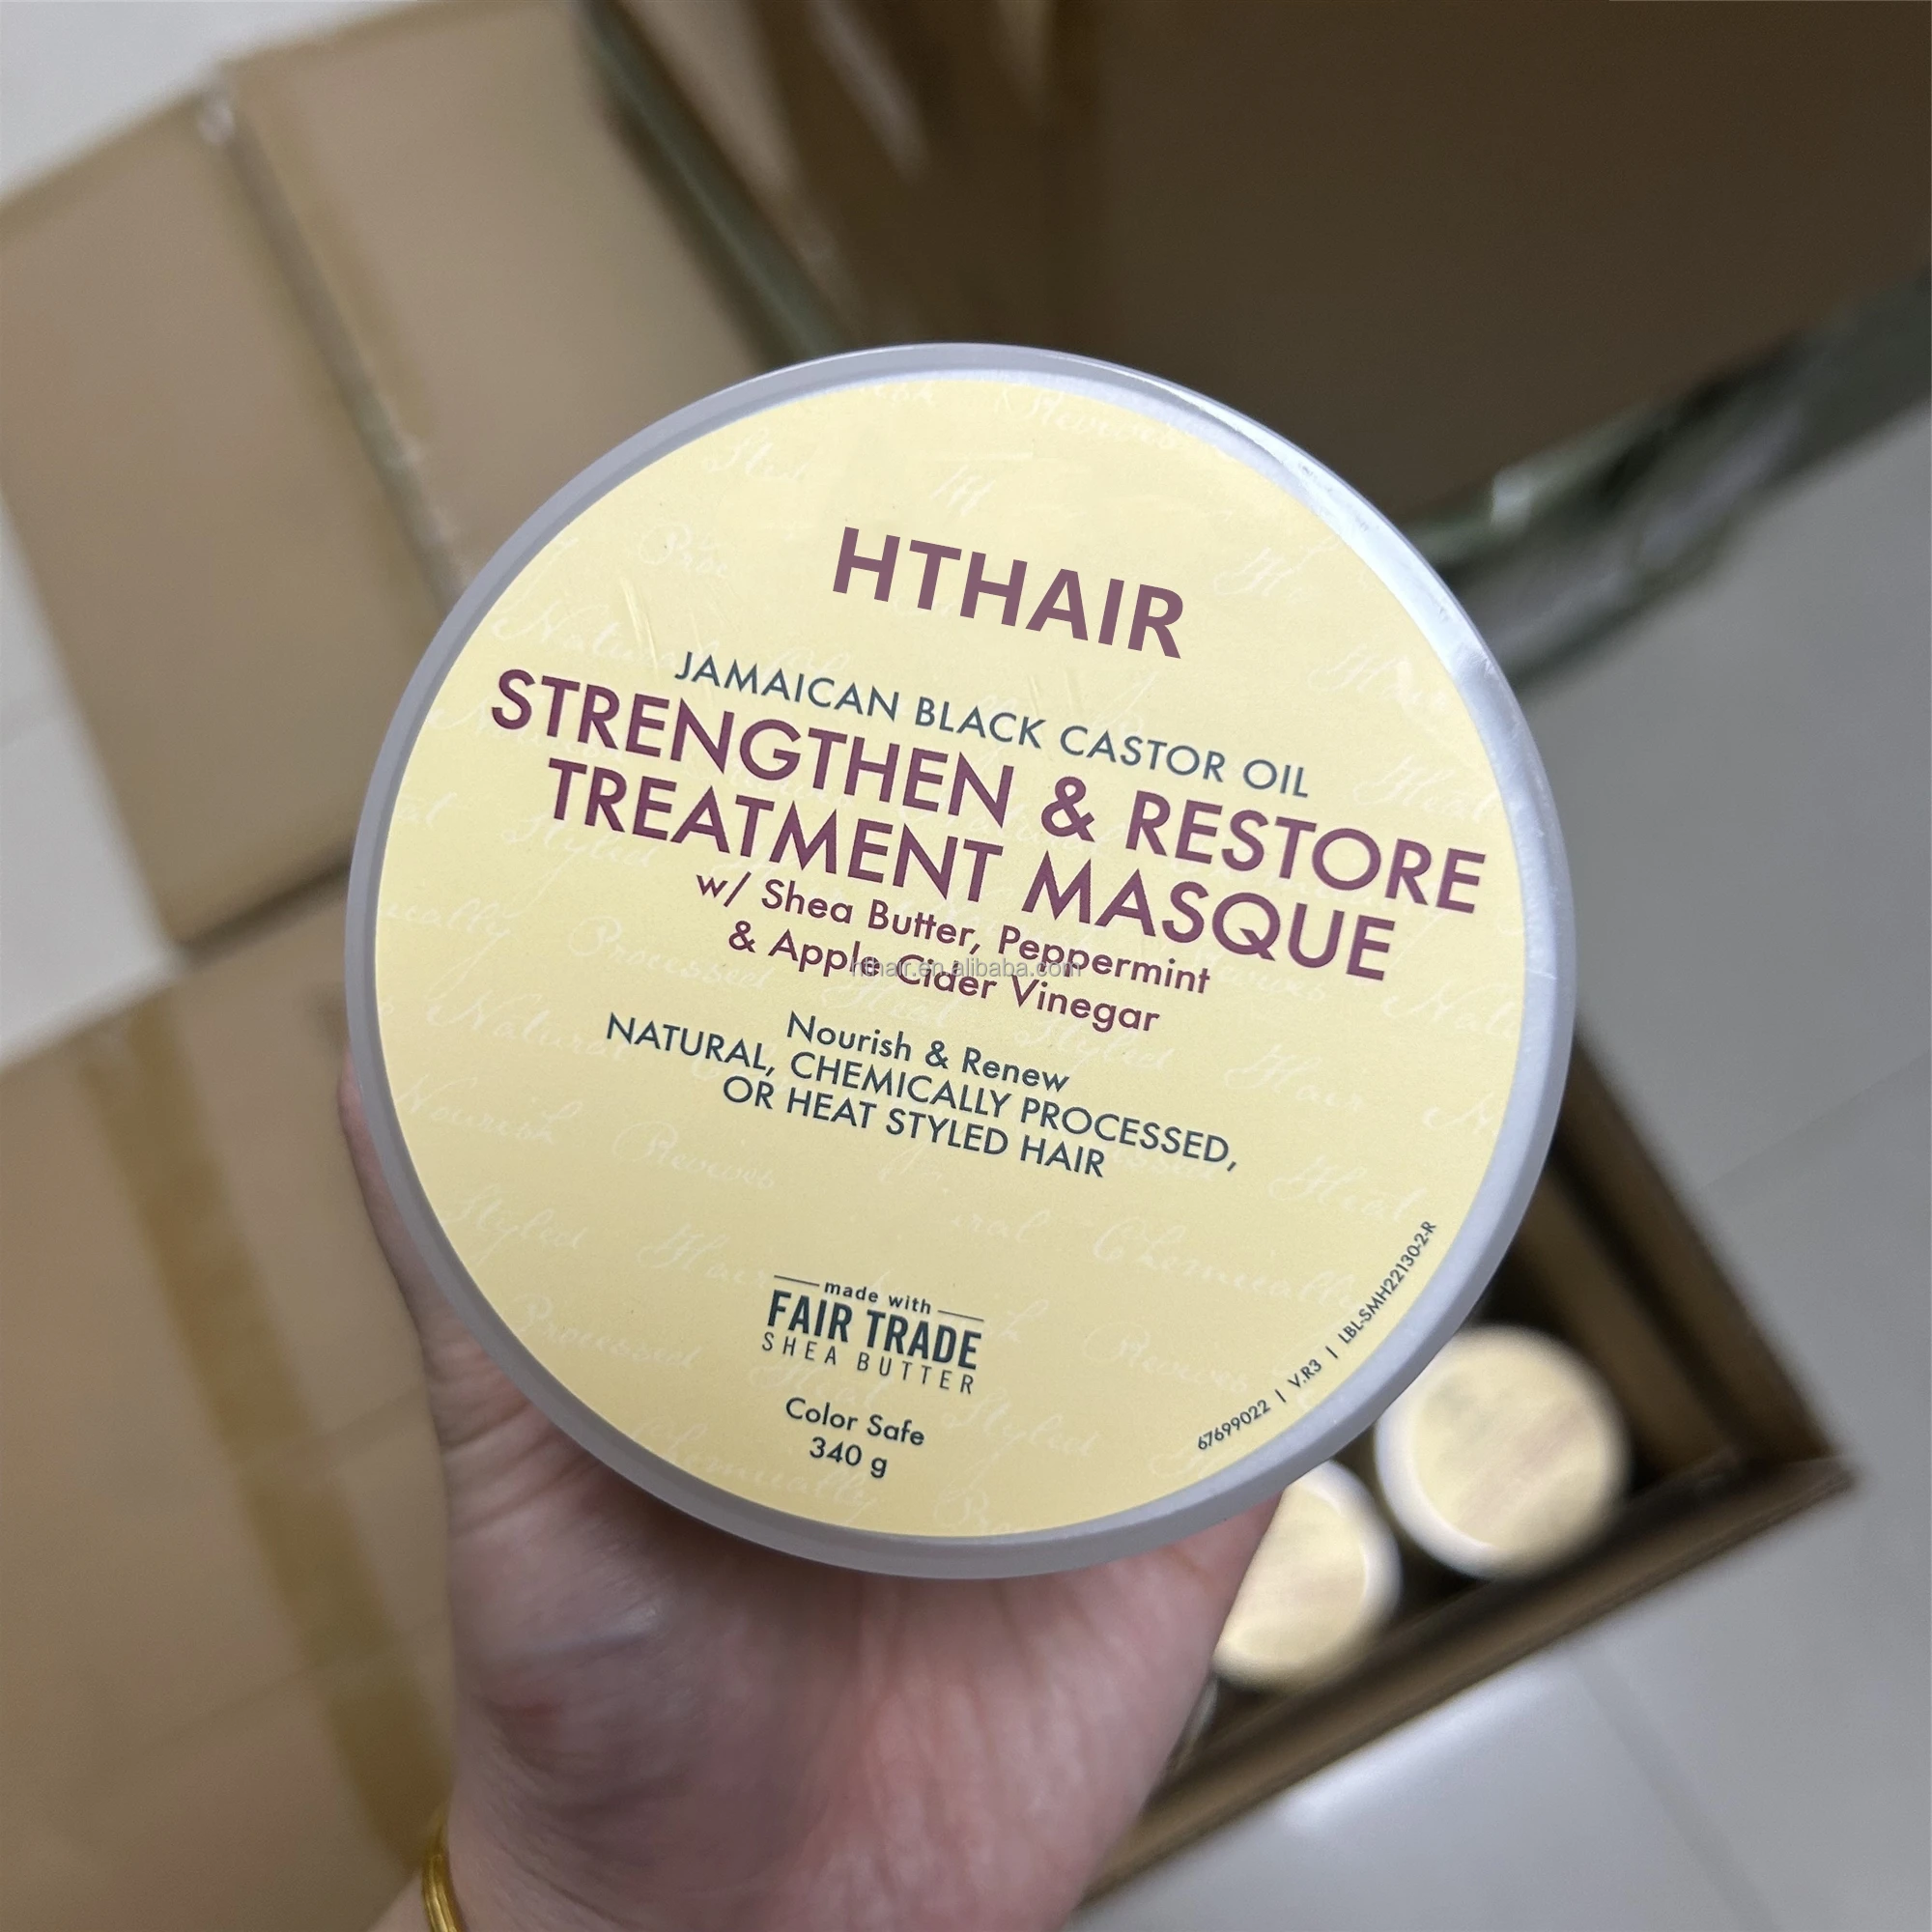 HTHAIR
JAMAICAN BLACK CASTOR OIL
STRENGTHEN & RESTORE
TREATMENT MASQUE
w/ Shea Butter, Peppermint
& Apple Cider Vinegar
hthair.en.alibaba.com
Nourish & Renew
NATURAL, CHEMICALLY PROCESSED,
OR HEAT STYLED HAIR
made with
FAIR TRADE
SHEA BUTTER
Color Safe
340 g
67699022 | V.R3 | LBL-SMH22130-2-R